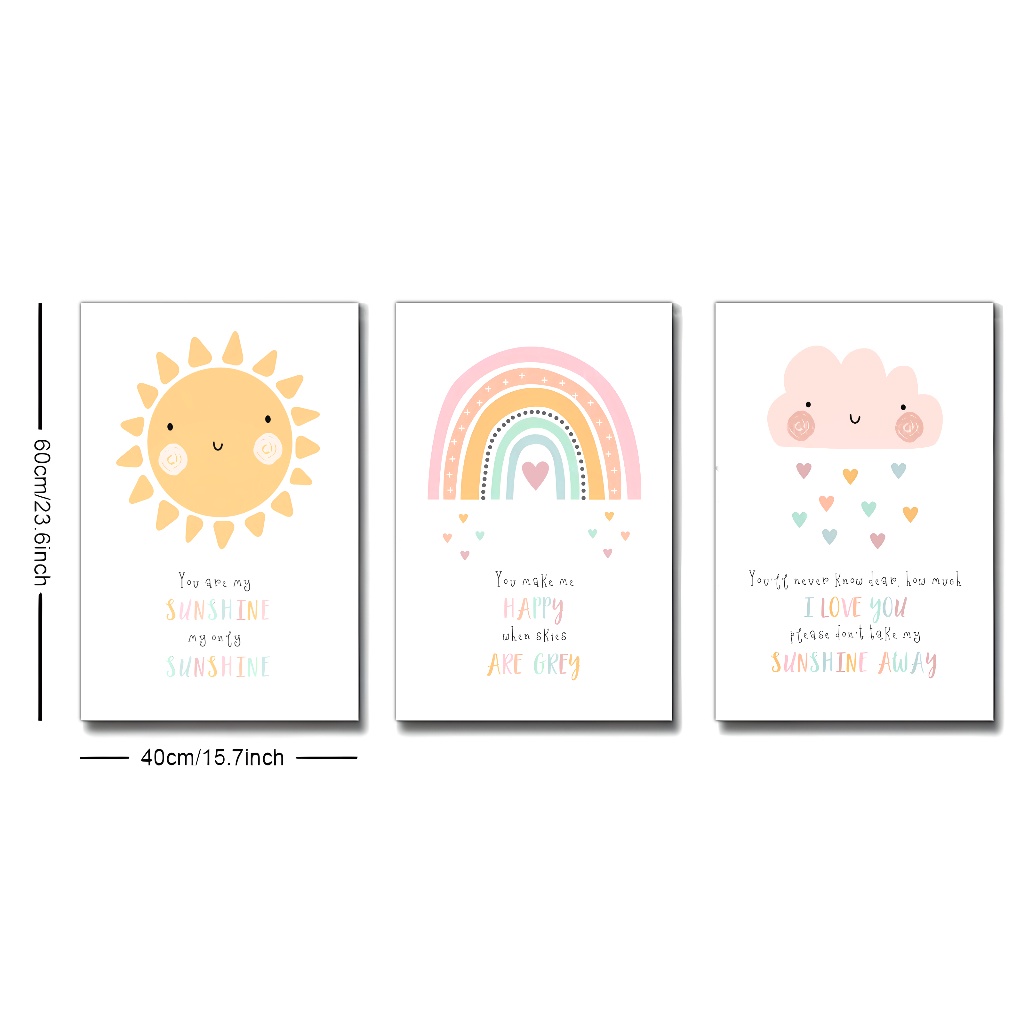 60cm/23.6inch
You are my
SUNSHINE
my only
SUNSHINE
You make me
HAPPY
when skies
ARE GREY
You'll never know dear, how much
I LOVE YOU
please don't take my
SUNSHINE AWAY
40cm/15.7inch